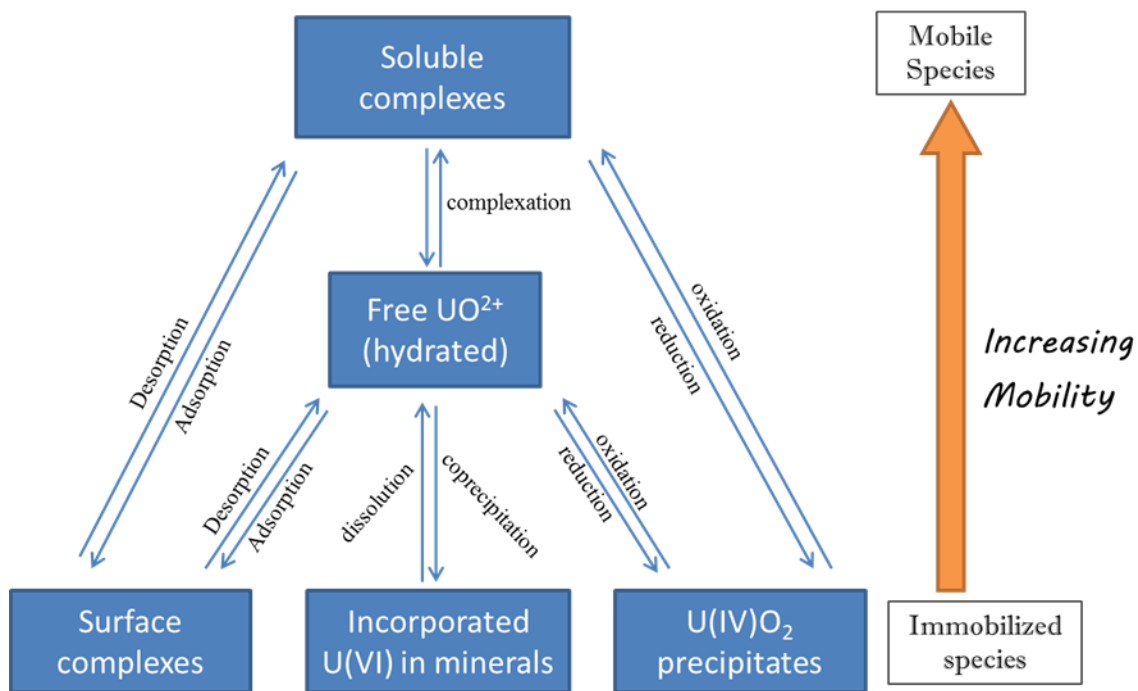 Soluble
complexes
Mobile
Species
complexation
Free UO²⁺
(hydrated)
Desorption
Adsorption
oxidation
reduction
Increasing
Mobility
Desorption
Adsorption
dissolution
coprecipitation
oxidation
reduction
Surface
complexes
Incorporated
U(VI) in minerals
U(IV)O₂
precipitates
Immobilized
species